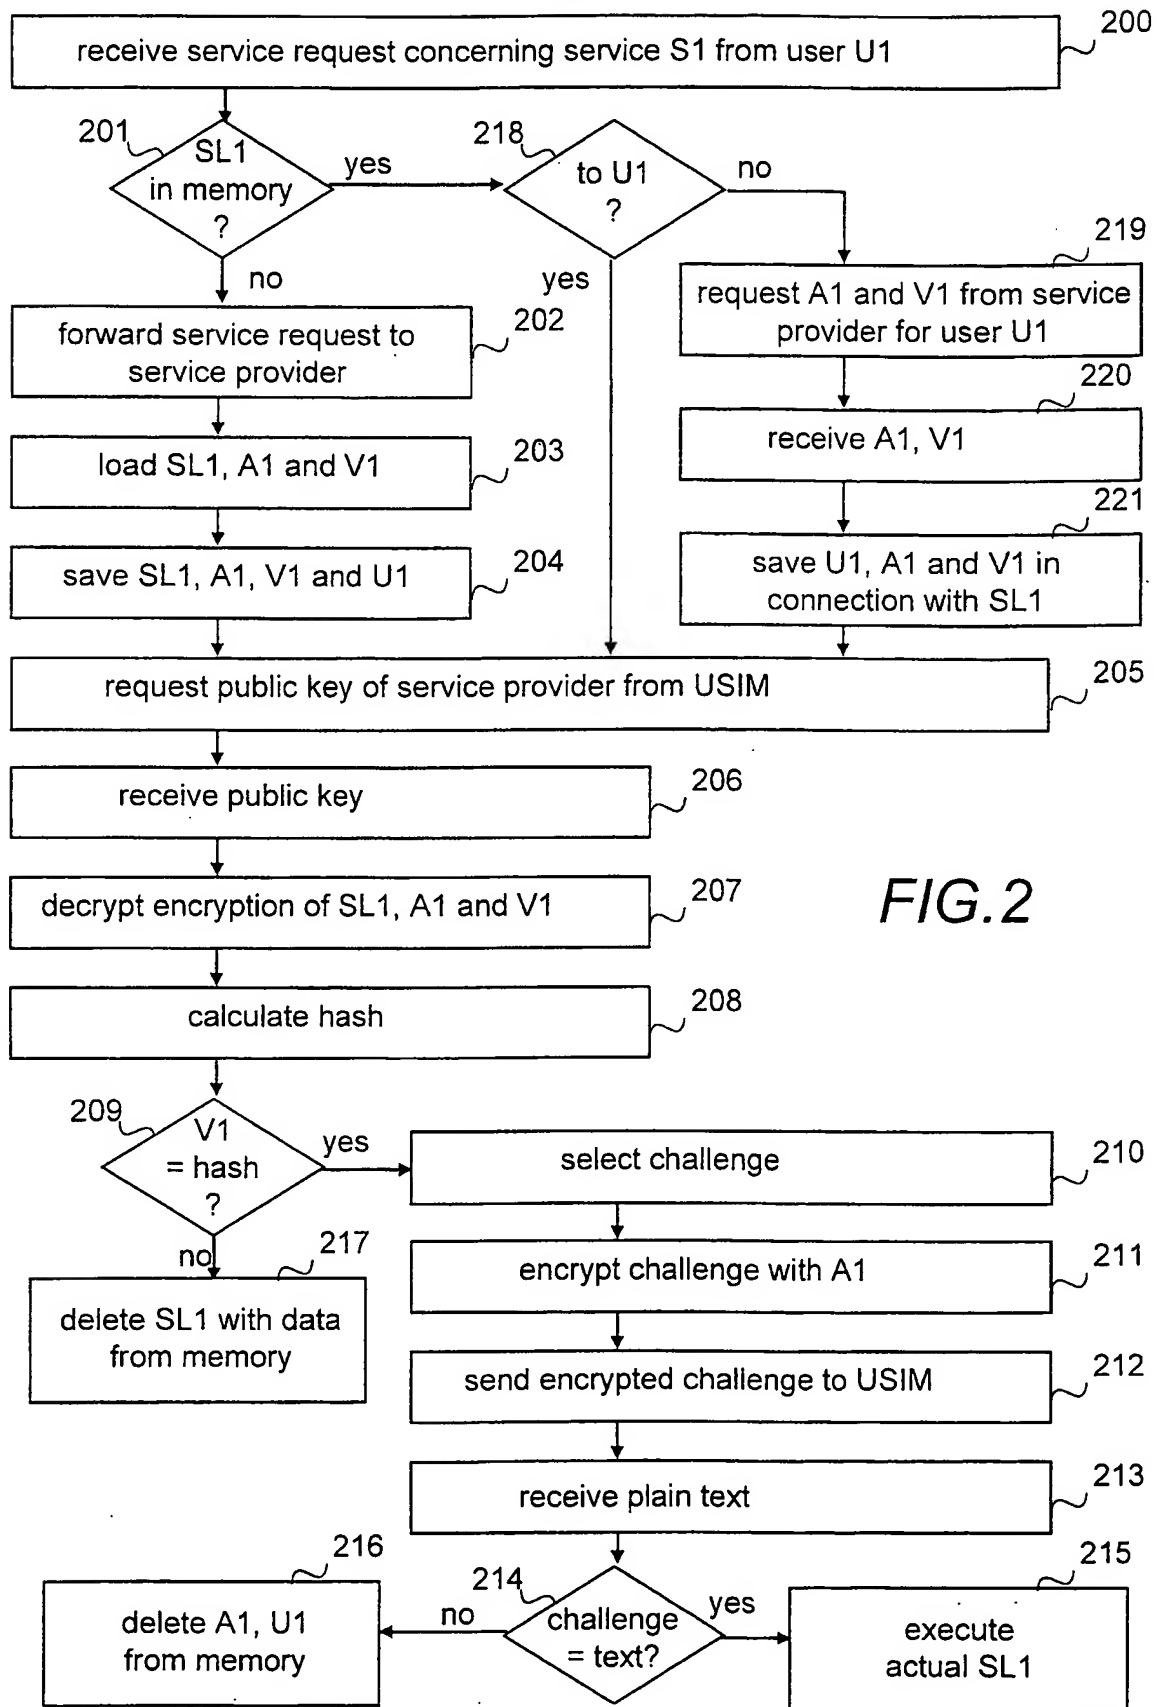 200
receive service request concerning service S1 from user U1
201
SL1
in memory
?
yes
no
218
to U1
?
no
yes
219
request A1 and V1 from service
provider for user U1
202
forward service request to
service provider
220
receive A1, V1
203
load SL1, A1 and V1
221
save U1, A1 and V1 in
connection with SL1
204
save SL1, A1, V1 and U1
205
request public key of service provider from USIM
206
receive public key
207
decrypt encryption of SL1, A1 and V1
FIG.2
208
calculate hash
209
V1
= hash
?
yes
no
210
select challenge
217
delete SL1 with data
from memory
211
encrypt challenge with A1
212
send encrypted challenge to USIM
213
receive plain text
214
challenge
= text?
no
yes
216
delete A1, U1
from memory
215
execute
actual SL1